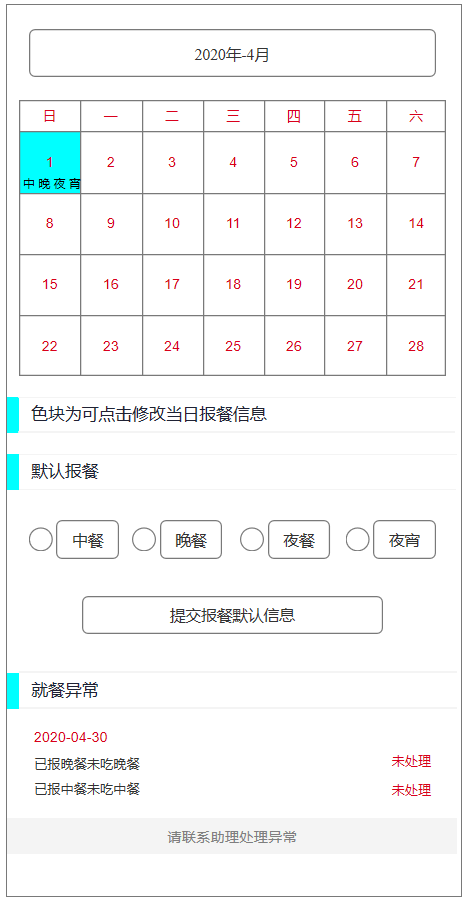 2020年-4月
日 一 二 三 四 五 六
1 2 3 4 5 6 7
中 晚 夜 宵
8 9 10 11 12 13 14
15 16 17 18 19 20 21
22 23 24 25 26 27 28
色块为可点击修改当日报餐信息
默认报餐
中餐 晚餐 夜餐 夜宵
提交报餐默认信息
就餐异常
2020-04-30
已报晚餐未吃晚餐 未处理
已报中餐未吃中餐 未处理
请联系助理处理异常